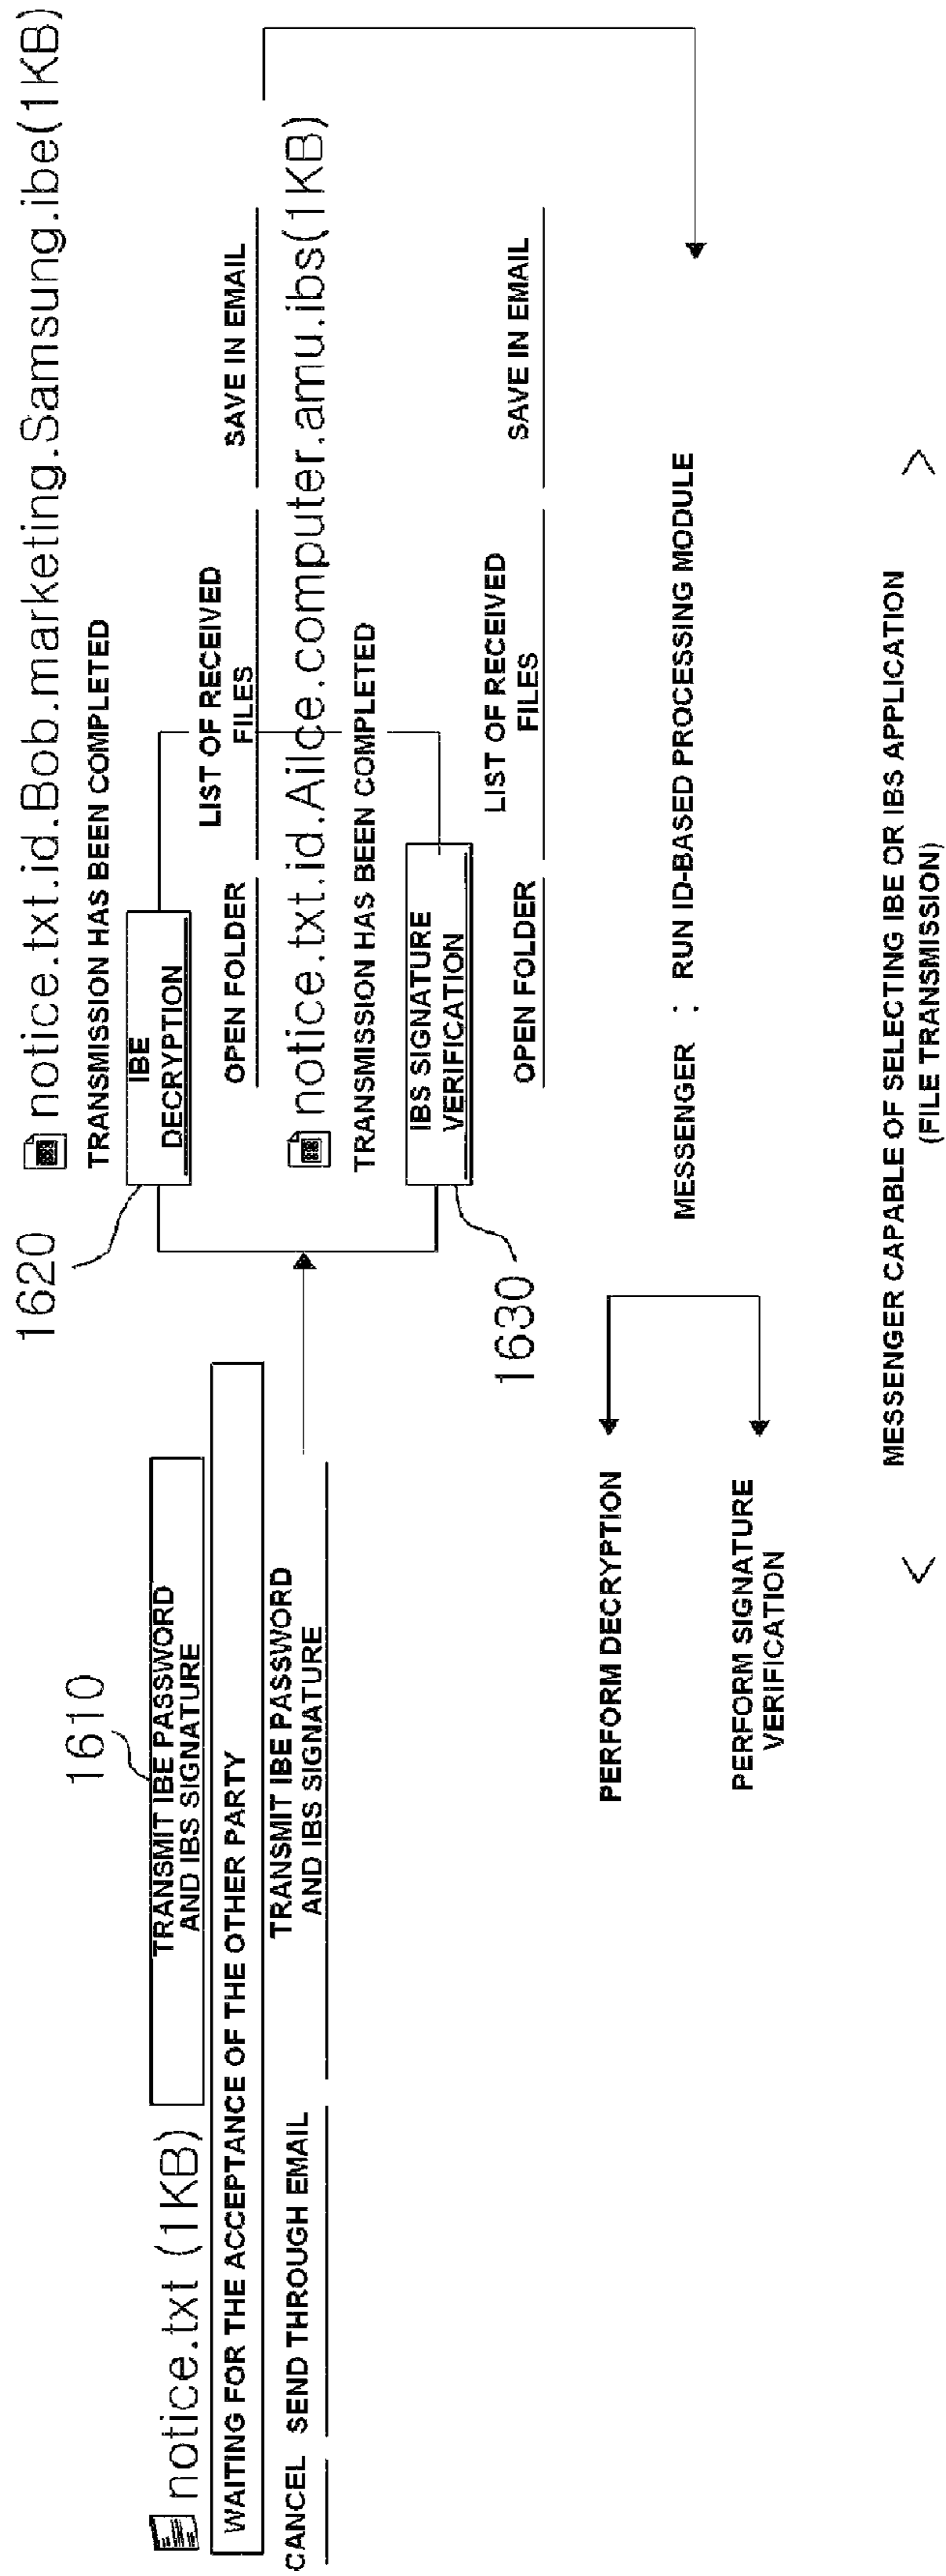 notice.txt (1KB)
1610
TRANSMIT IBE PASSWORD
AND IBS SIGNATURE
WAITING FOR THE ACCEPTANCE OF THE OTHER PARTY
CANCEL
SEND THROUGH EMAIL
TRANSMIT IBE PASSWORD
AND IBS SIGNATURE
1620
notice.txt.id.Bob.marketing.Samsung.ibe(1KB)
TRANSMISSION HAS BEEN COMPLETED
IBE
DECRYPTION
OPEN FOLDER
LIST OF RECEIVED
FILES
SAVE IN EMAIL
notice.txt.id.Ailce.computer.amu.ibs(1KB)
TRANSMISSION HAS BEEN COMPLETED
IBS SIGNATURE
VERIFICATION
1630
OPEN FOLDER
LIST OF RECEIVED
FILES
SAVE IN EMAIL
PERFORM DECRYPTION
PERFORM SIGNATURE
VERIFICATION
MESSENGER : RUN ID-BASED PROCESSING MODULE
< MESSENGER CAPABLE OF SELECTING IBE OR IBS APPLICATION >
(FILE TRANSMISSION)